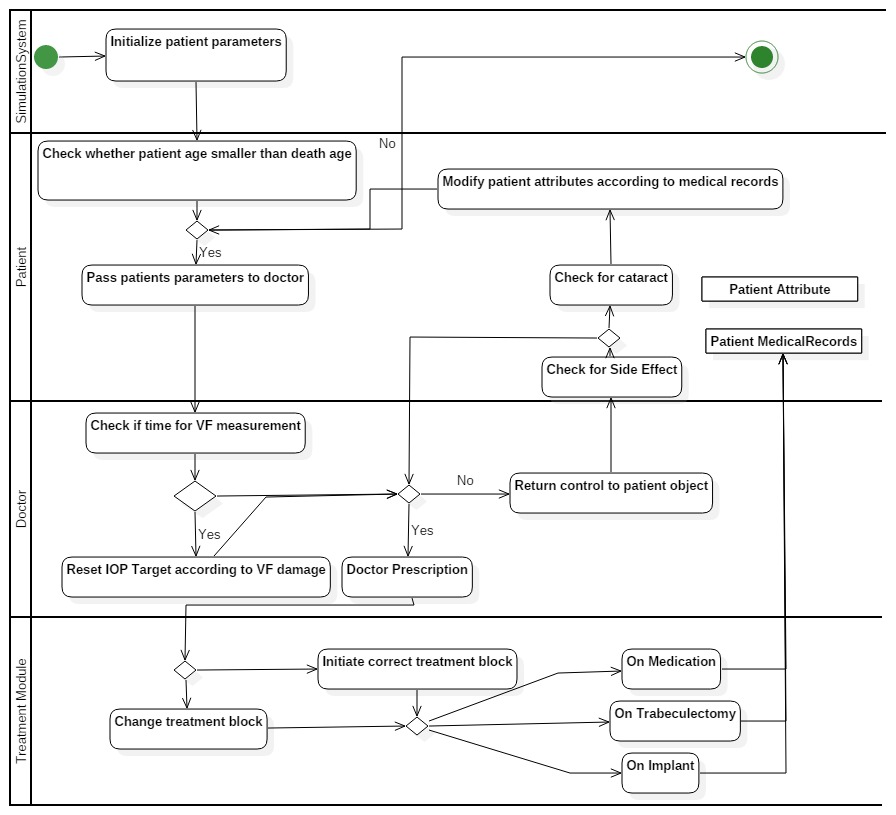 SimulationSystem
Initialize patient parameters
Patient
Check whether patient age smaller than death age
No
Modify patient attributes according to medical records
Yes
Pass patients parameters to doctor
Check for cataract
Patient Attribute
Patient MedicalRecords
Check for Side Effect
Doctor
Check if time for VF measurement
No
Return control to patient object
Yes
Yes
Reset IOP Target according to VF damage
Doctor Prescription
Treatment Module
Initiate correct treatment block
On Medication
Change treatment block
On Trabeculectomy
On Implant